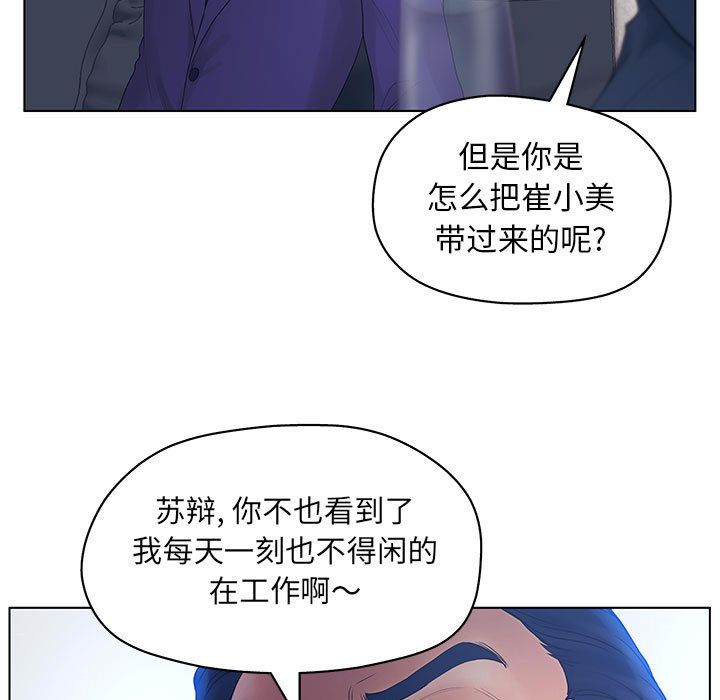 但是你是
怎么把崔小美
带过来的呢?
苏辩, 你不也看到了
我每天一刻也不得闲的
在工作啊～